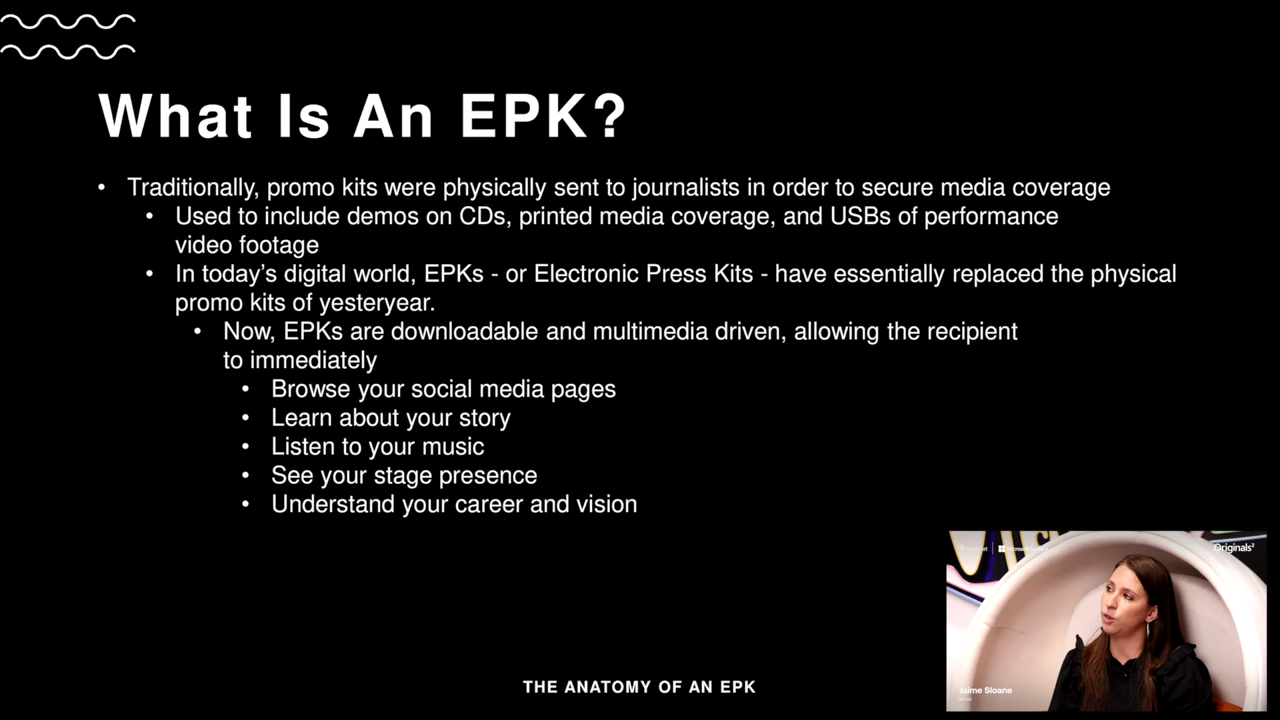 What Is An EPK?
• Traditionally, promo kits were physically sent to journalists in order to secure media coverage
• Used to include demos on CDs, printed media coverage, and USBs of performance
video footage
• In today’s digital world, EPKs - or Electronic Press Kits - have essentially replaced the physical
promo kits of yesteryear.
• Now, EPKs are downloadable and multimedia driven, allowing the recipient
to immediately
• Browse your social media pages
• Learn about your story
• Listen to your music
• See your stage presence
• Understand your career and vision
Originals²
Jaime Sloane
THE ANATOMY OF AN EPK